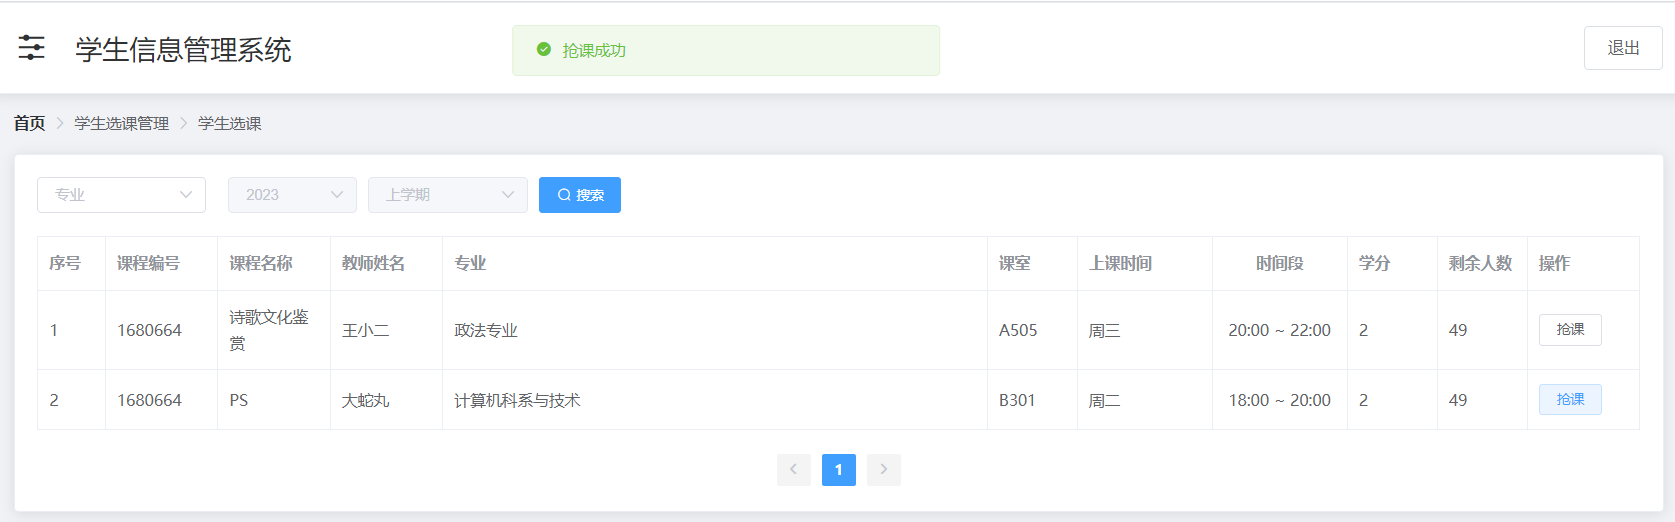 学生信息管理系统
抢课成功
退出
首页 > 学生选课管理 > 学生选课
专业 2023 上学期 搜索
序号 课程编号 课程名称 教师姓名 专业 课室 上课时间 时间段 学分 剩余人数 操作
1 1680664 诗歌文化鉴赏 王小二 政法专业 A505 周三 20:00 ~ 22:00 2 49 抢课
2 1680664 PS 大蛇丸 计算机科系与技术 B301 周二 18:00 ~ 20:00 2 49 抢课
1